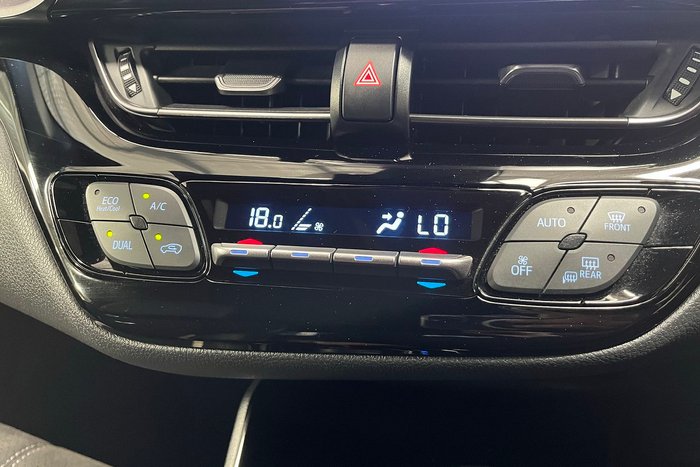 ECO
Heat/Cool
A/C
DUAL
18.0
LO
AUTO
FRONT
OFF
REAR